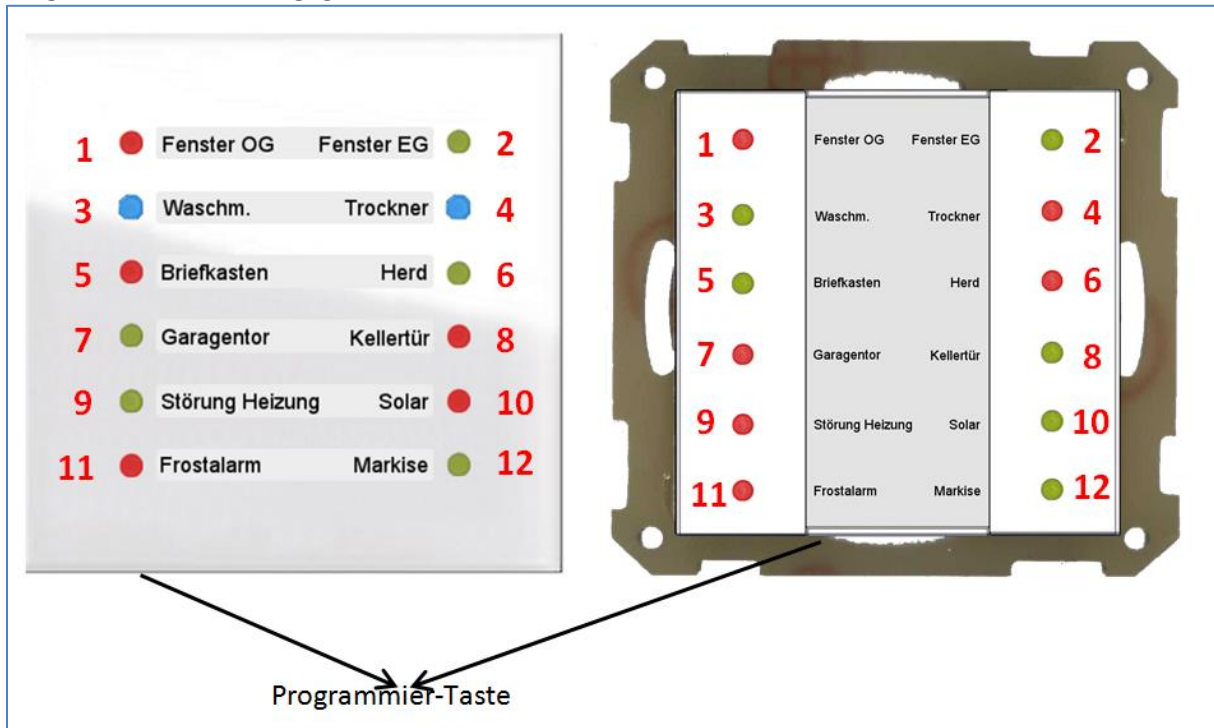 1 Fenster OG Fenster EG 2
3 Waschm. Trockner 4
5 Briefkasten Herd 6
7 Garagentor Kellertür 8
9 Störung Heizung Solar 10
11 Frostalarm Markise 12
1 Fenster OG Fenster EG 2
3 Waschm. Trockner 4
5 Briefkasten Herd 6
7 Garagentor Kellertür 8
9 Störung Heizung Solar 10
11 Frostalarm Markise 12
Programmier-Taste